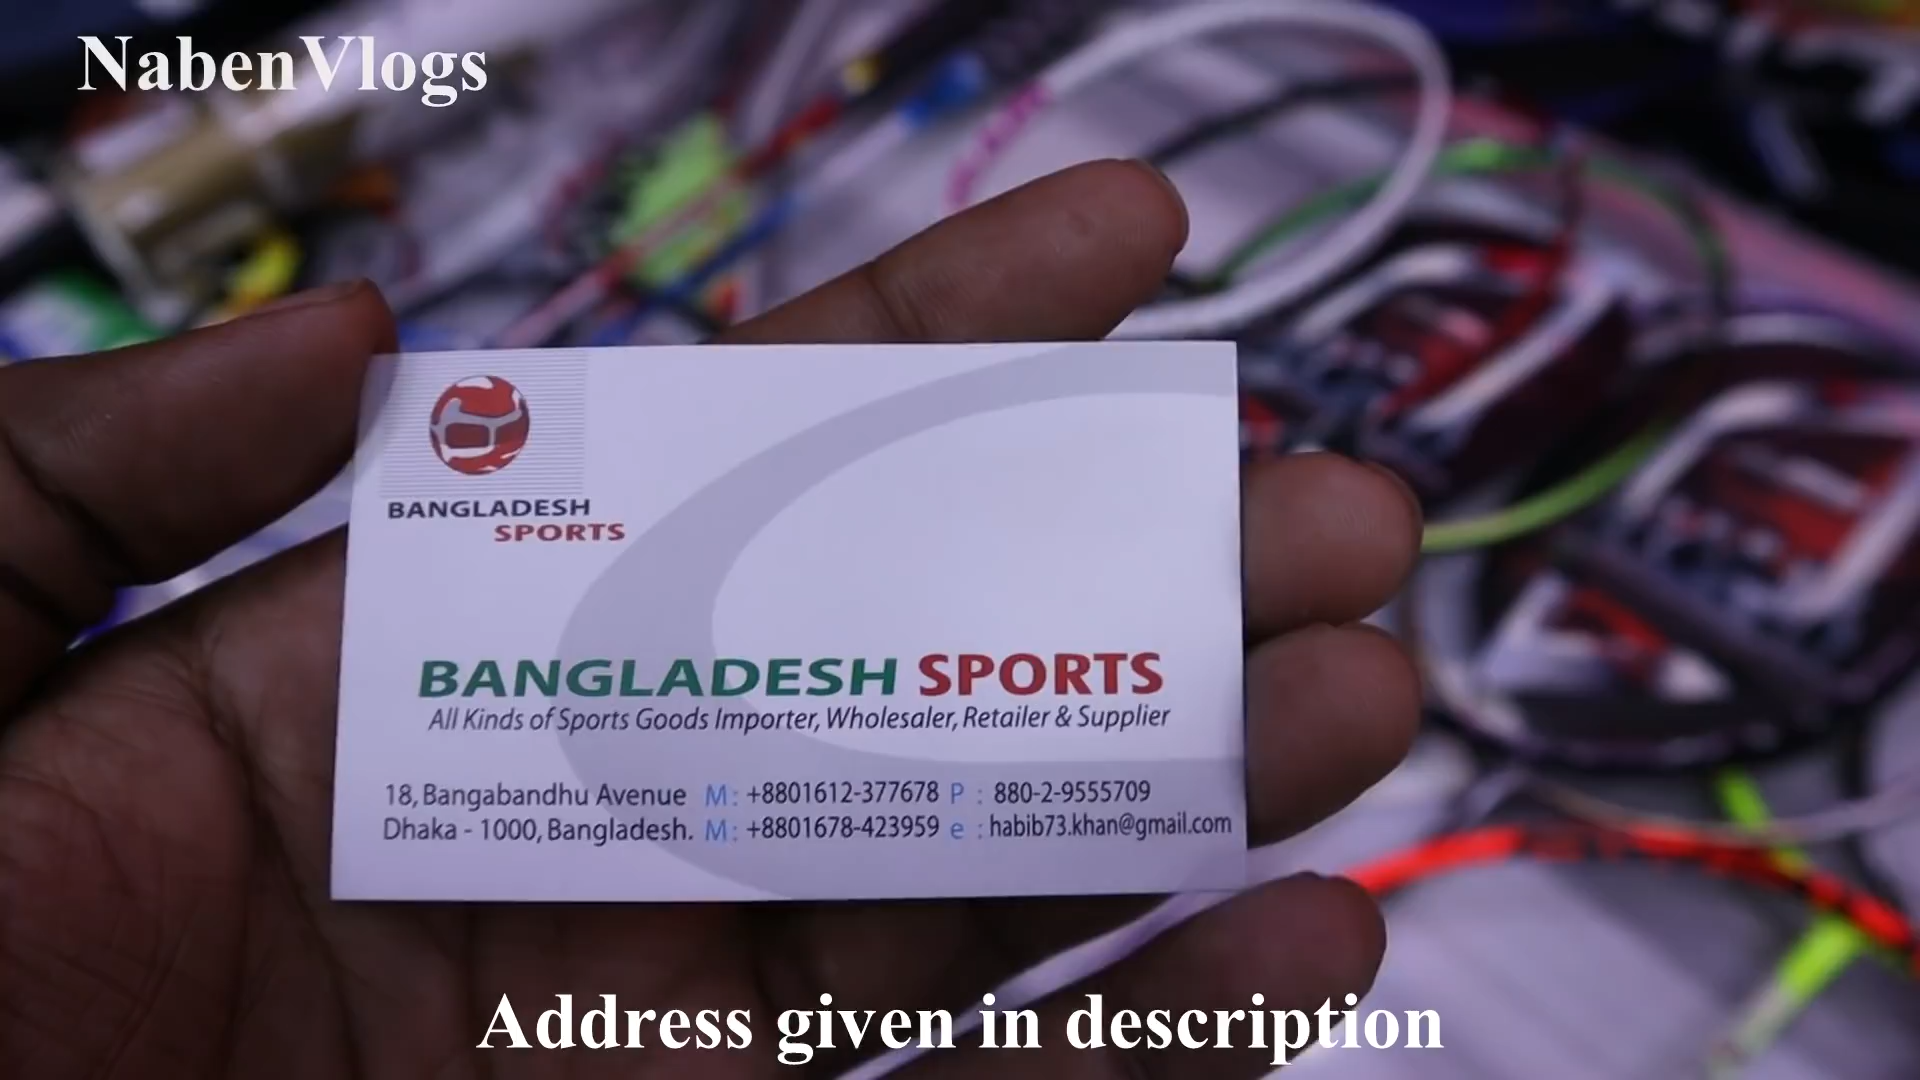 NabenVlogs
BANGLADESH
SPORTS
BANGLADESH SPORTS
All Kinds of Sports Goods Importer, Wholesaler, Retailer & Supplier
18, Bangabandhu Avenue M : +8801612-377678 P : 880-2-9555709
Dhaka - 1000, Bangladesh. M : +8801678-423959 e : habib73.khan@gmail.com
Address given in description